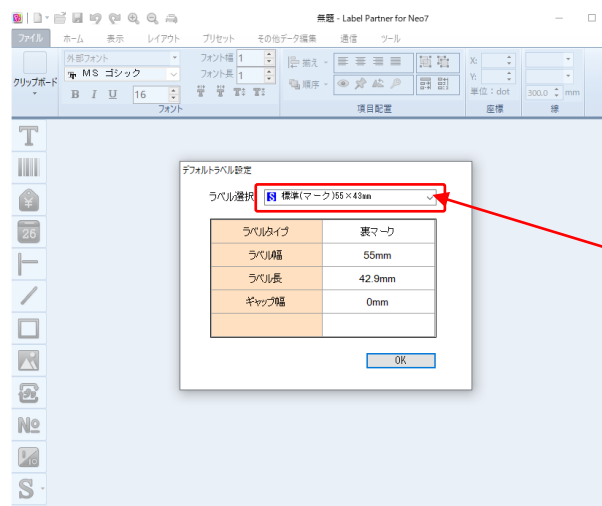 無題 - Label Partner for Neo7
ファイル ホーム 表示 レイアウト プリセット その他データ編集 通信 ツール
クリップボード
外部フォント
MS ゴシック
B I U 16
フォント幅 1
フォント長 1
フォント
揃え
順序
項目配置
X:
Y:
単位:dot
座標
300.0 mm
線
T
¥
26
Nº
1/10
S
デフォルトラベル設定
ラベル選択 S 標準(マーク)55×43mm
ラベルタイプ 裏マーク
ラベル幅 55mm
ラベル長 42.9mm
ギャップ幅 0mm
OK